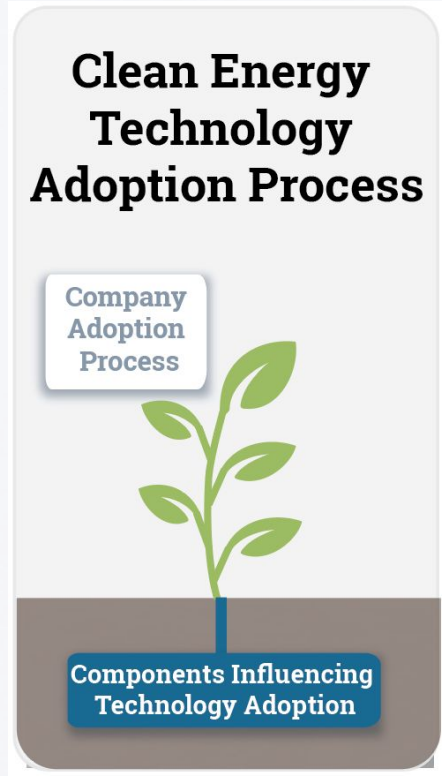 Clean Energy
Technology
Adoption Process
Company
Adoption
Process
Components Influencing
Technology Adoption